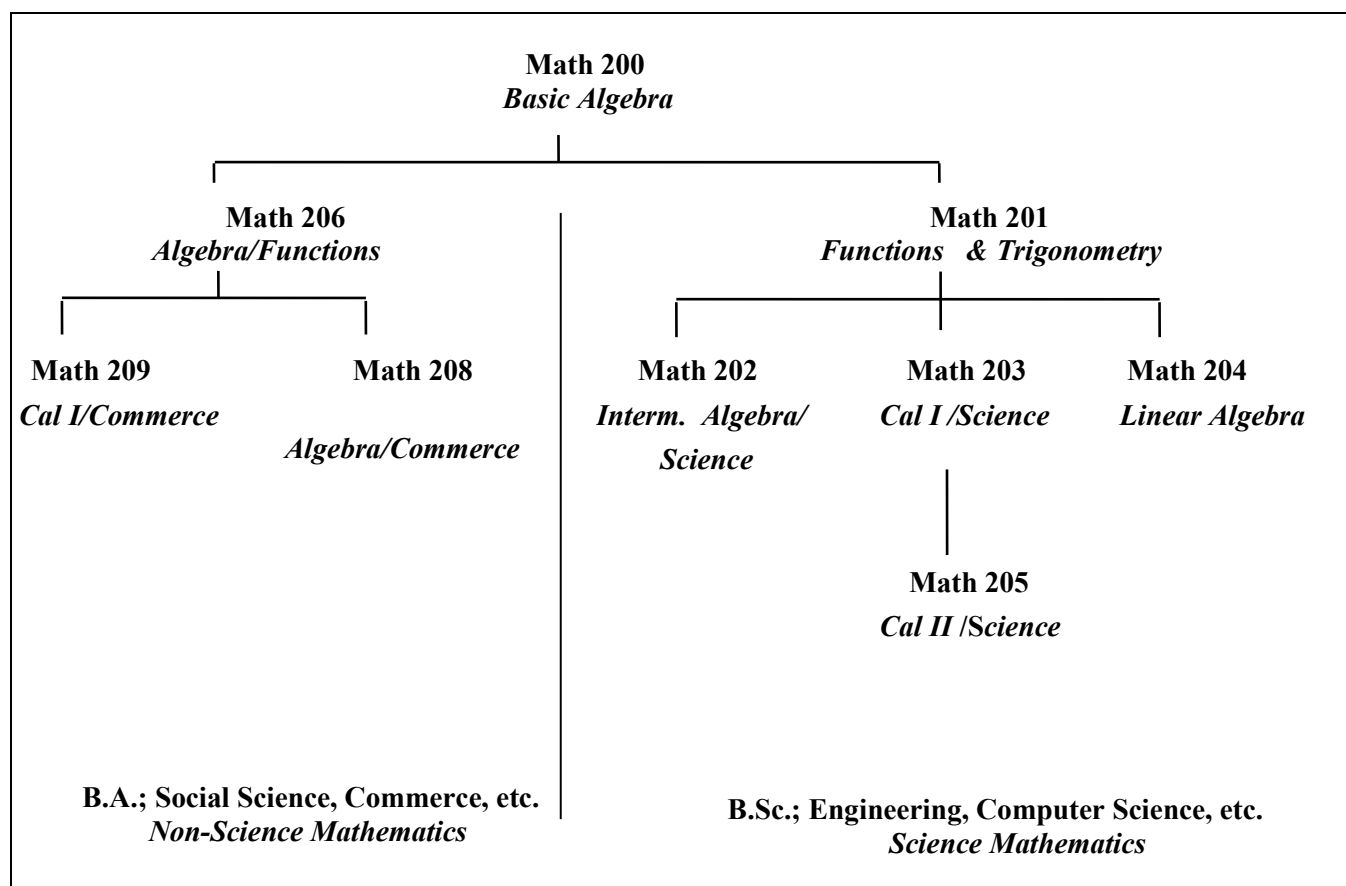 Math 200
Basic Algebra
Math 206
Algebra/Functions
Math 201
Functions & Trigonometry
Math 209
Cal I/Commerce
Math 208
Algebra/Commerce
Math 202
Interm. Algebra/
Science
Math 203
Cal I /Science
Math 204
Linear Algebra
Math 205
Cal II /Science
B.A.; Social Science, Commerce, etc.
Non-Science Mathematics
B.Sc.; Engineering, Computer Science, etc.
Science Mathematics